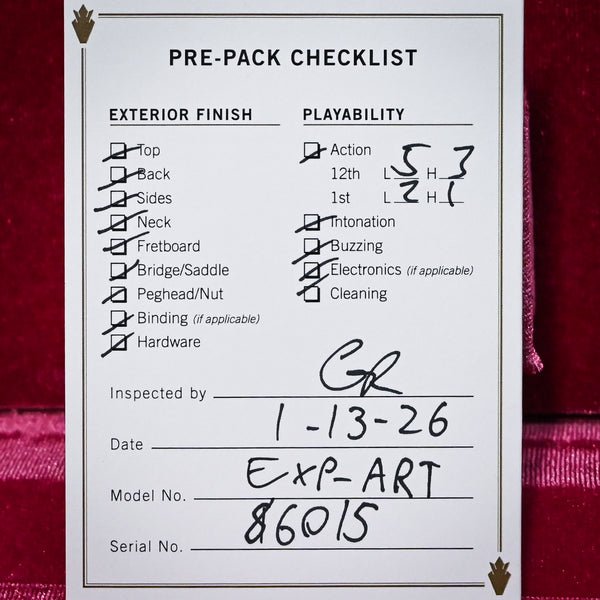 PRE-PACK CHECKLIST
EXTERIOR FINISH
Top
Back
Sides
Neck
Fretboard
Bridge/Saddle
Peghead/Nut
Binding (if applicable)
Hardware
PLAYABILITY
Action
12th L 5 H 3
1st L 2 H 1
Intonation
Buzzing
Electronics (if applicable)
Cleaning
Inspected by GR
Date 1-13-26
Model No. EXP-ART
Serial No. 86015